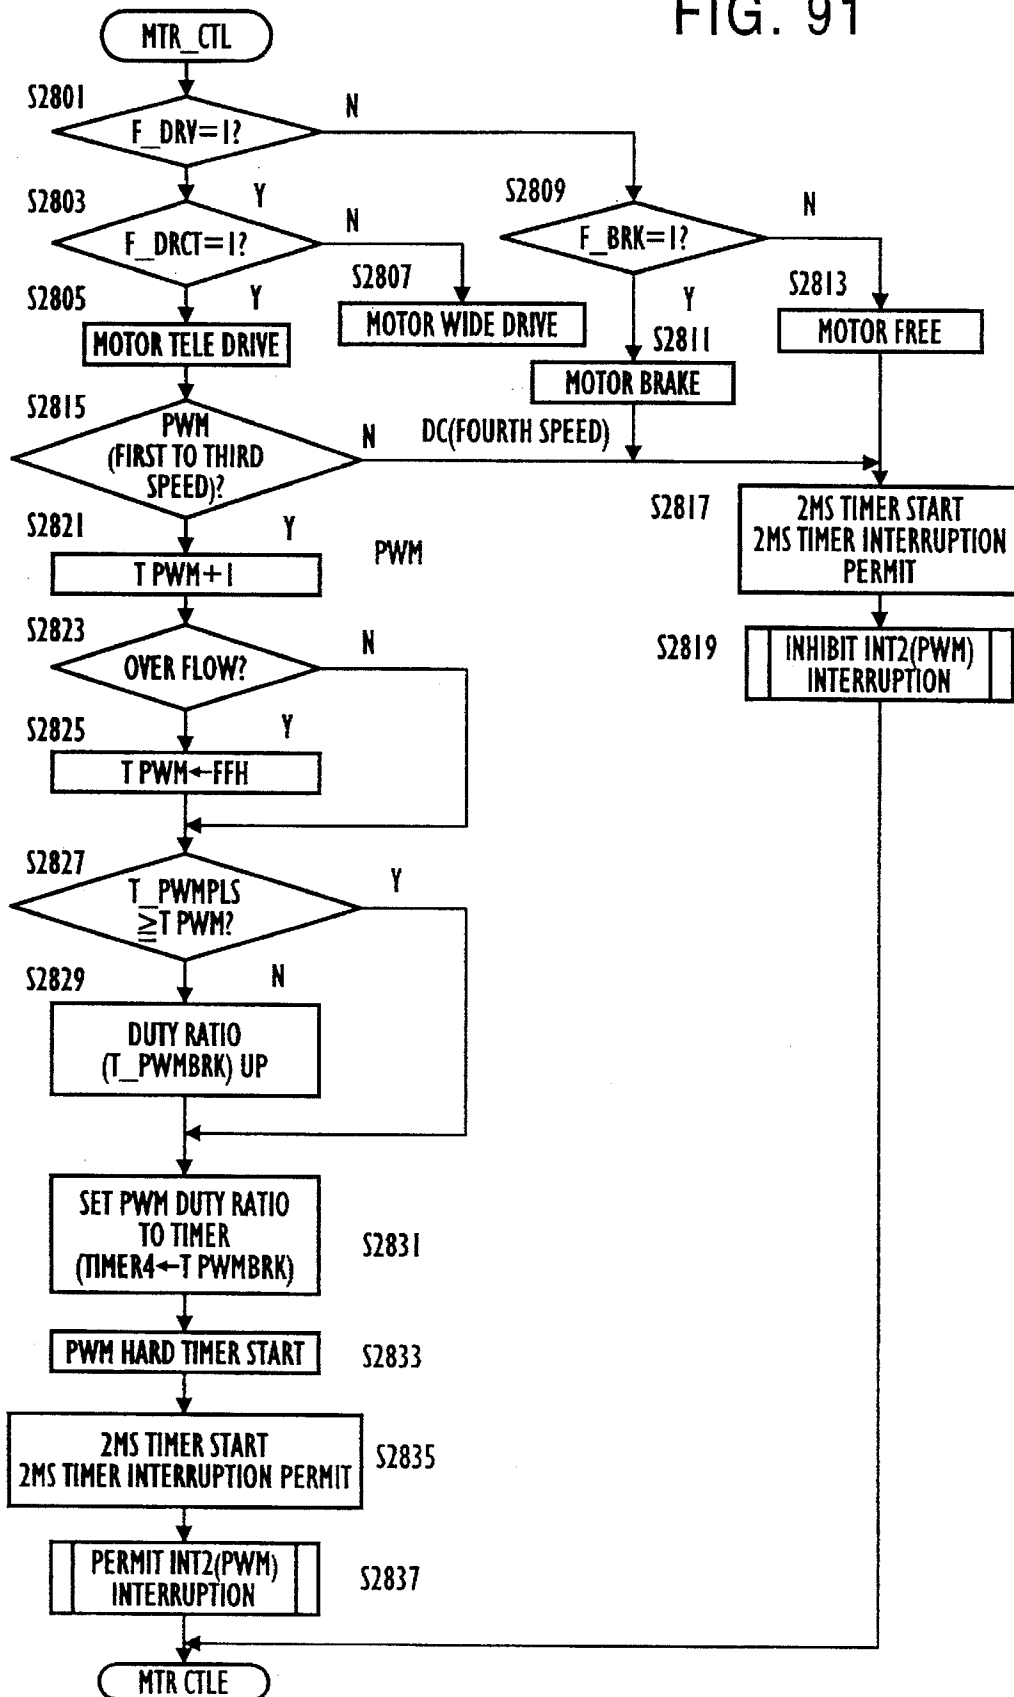 FIG. 91
MTR_CTL
S2801
N
F_DRV=1?
Y
S2803
N
F_DRCT=1?
S2809
N
F_BRK=1?
S2805
Y
S2807
Y
S2813
MOTOR TELE DRIVE
MOTOR WIDE DRIVE
S2811
MOTOR FREE
MOTOR BRAKE
S2815
PWM
(FIRST TO THIRD
SPEED)?
N
DC(FOURTH SPEED)
S2817
2MS TIMER START
2MS TIMER INTERRUPTION
PERMIT
S2821
Y
PWM
T PWM+1
S2819
INHIBIT INT2(PWM)
INTERRUPTION
S2823
N
OVER FLOW?
S2825
Y
T PWM←FFH
S2827
Y
T_PWMPLS
≧T PWM?
S2829
N
DUTY RATIO
(T_PWMBRK) UP
SET PWM DUTY RATIO
TO TIMER
(TIMER4←T PWMBRK)
S2831
PWM HARD TIMER START
S2833
2MS TIMER START
2MS TIMER INTERRUPTION PERMIT
S2835
PERMIT INT2(PWM)
INTERRUPTION
S2837
MTR CTLE